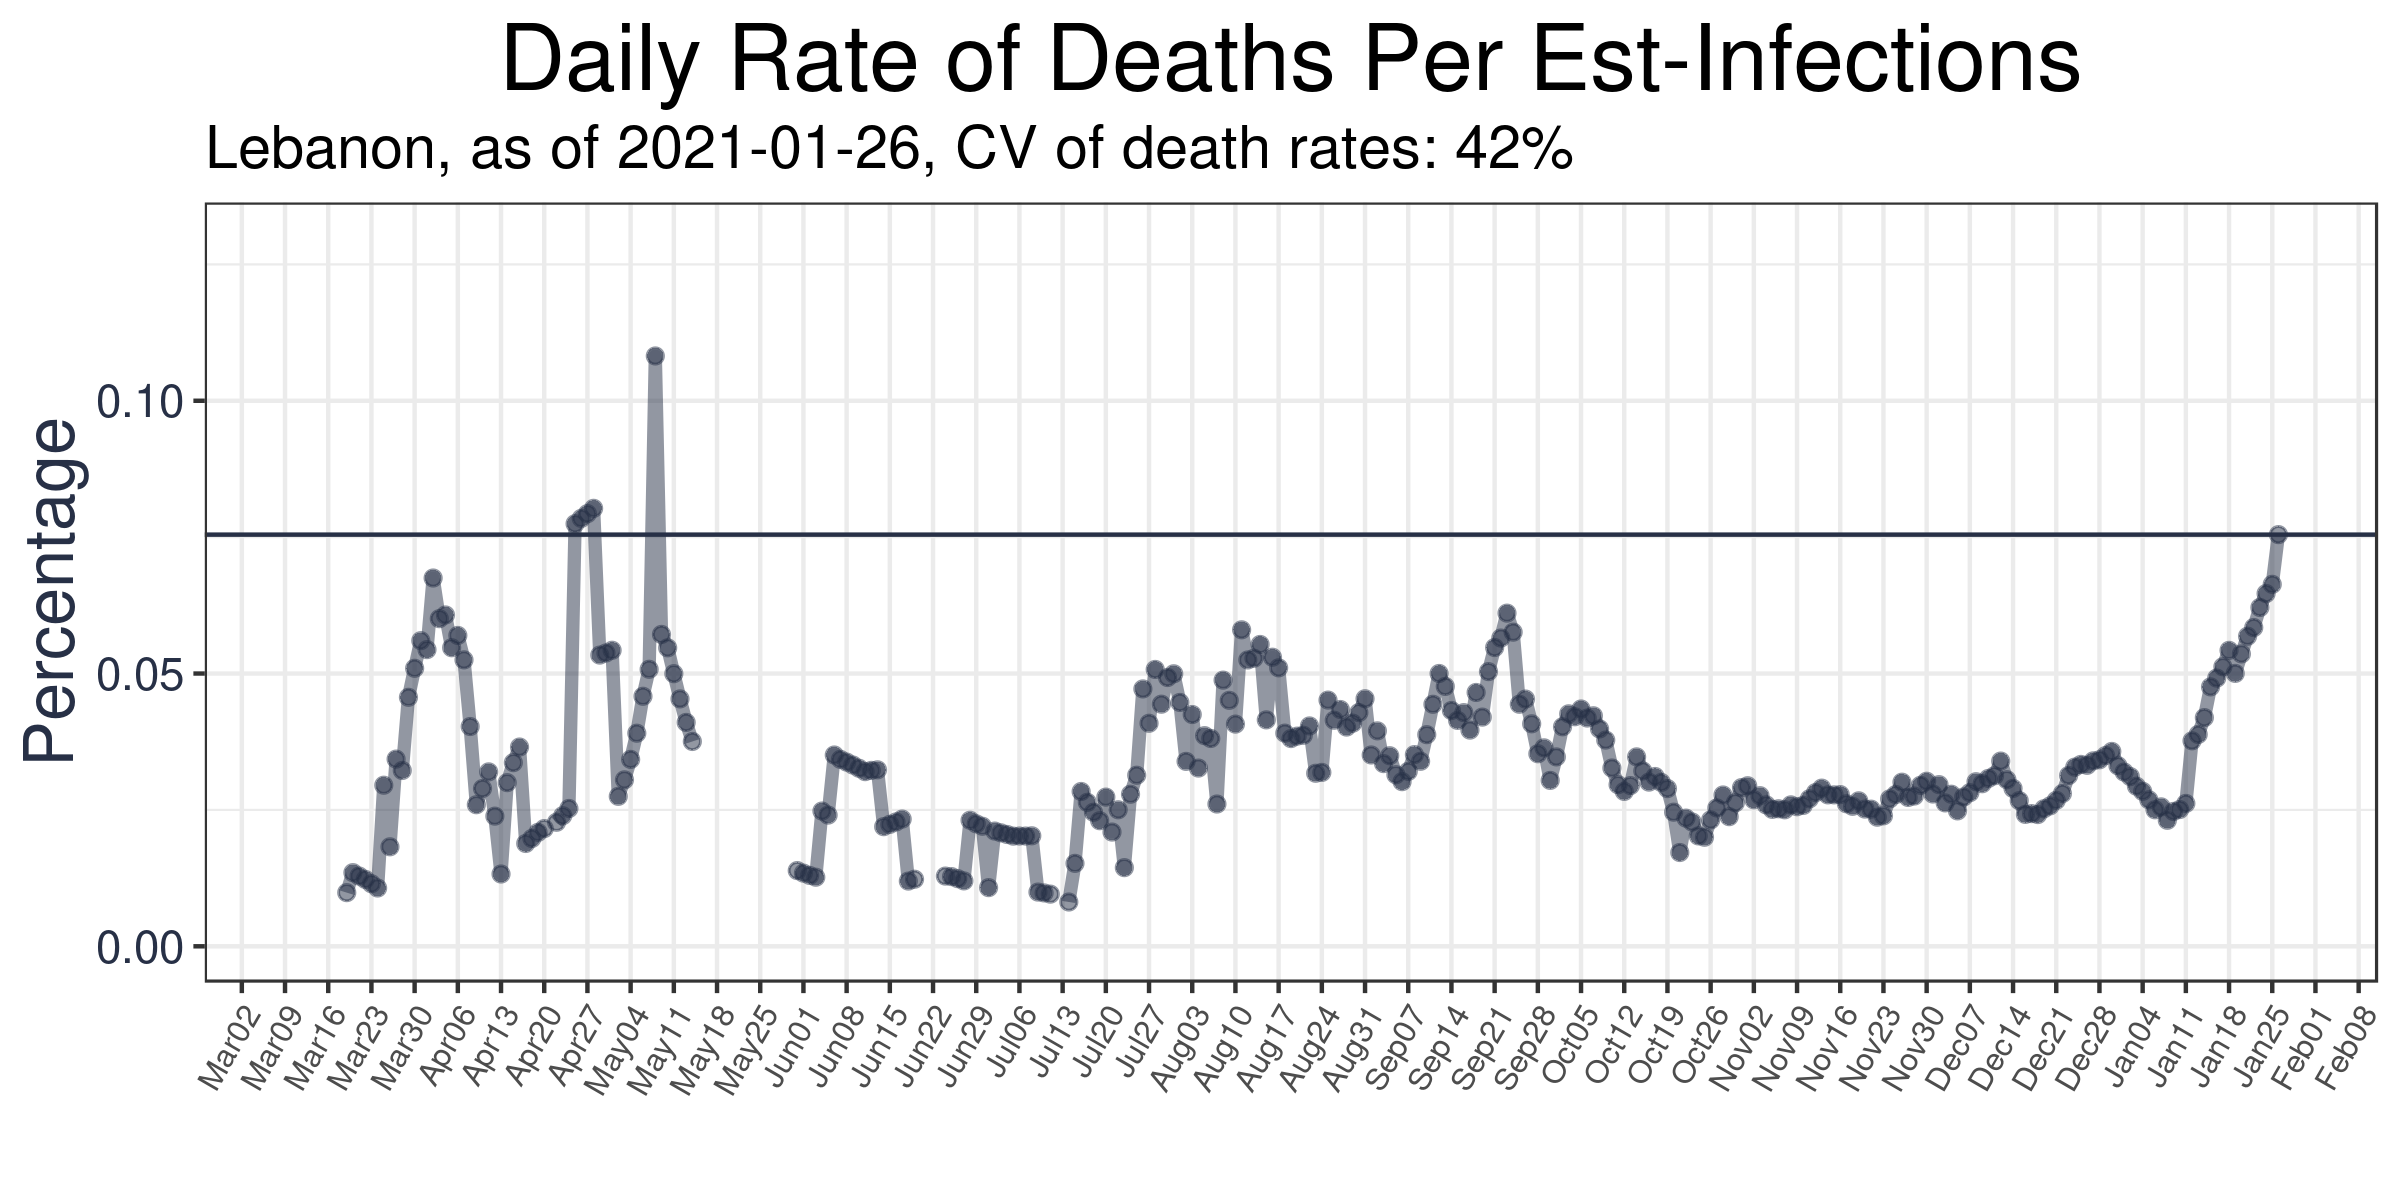 Daily Rate of Deaths Per Est-Infections
Lebanon, as of 2021-01-26, CV of death rates: 42%
Percentage
0.10
0.05
0.00
Mar02
Mar09
Mar16
Mar23
Mar30
Apr06
Apr13
Apr20
Apr27
May04
May11
May18
May25
Jun01
Jun08
Jun15
Jun22
Jun29
Jul06
Jul13
Jul20
Jul27
Aug03
Aug10
Aug17
Aug24
Aug31
Sep07
Sep14
Sep21
Sep28
Oct05
Oct12
Oct19
Oct26
Nov02
Nov09
Nov16
Nov23
Nov30
Dec07
Dec14
Dec21
Dec28
Jan04
Jan11
Jan18
Jan25
Feb01
Feb08